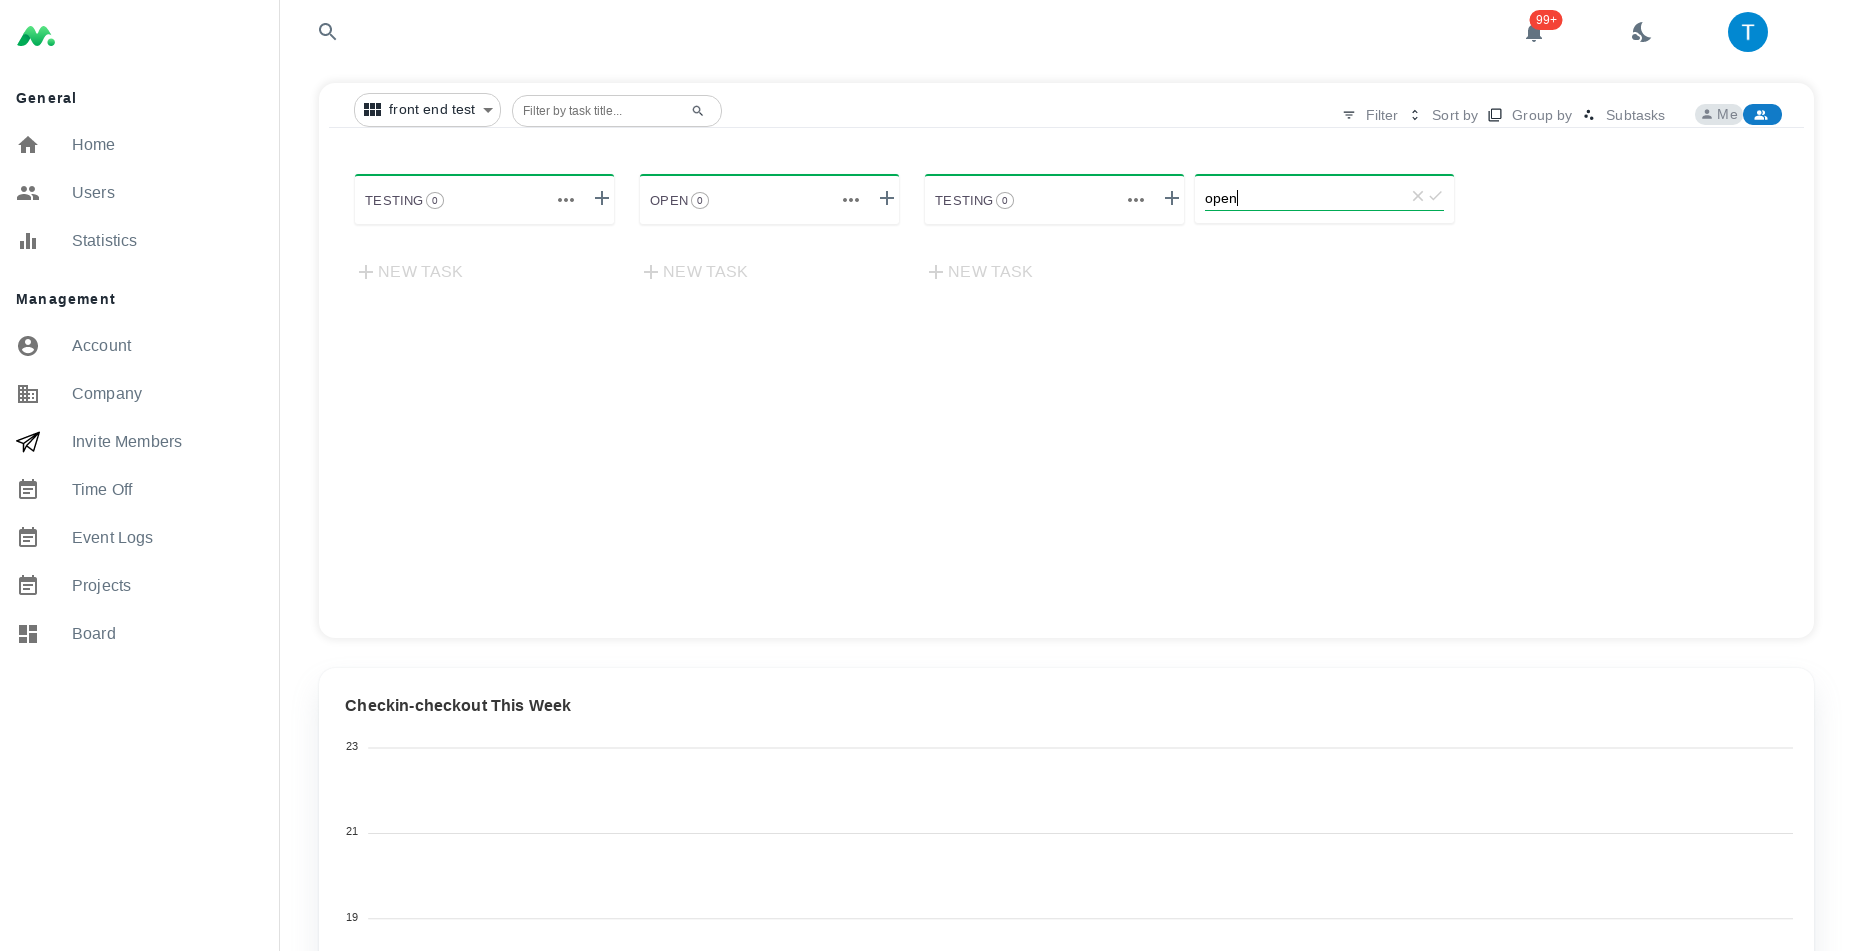 99+
T
General
Home
Users
Statistics
Management
Account
Company
Invite Members
Time Off
Event Logs
Projects
Board
front end test
Filter by task title...
Filter
Sort by
Group by
Subtasks
Me
TESTING 0
OPEN 0
TESTING 0
open
NEW TASK
NEW TASK
NEW TASK
Checkin-checkout This Week
23
21
19